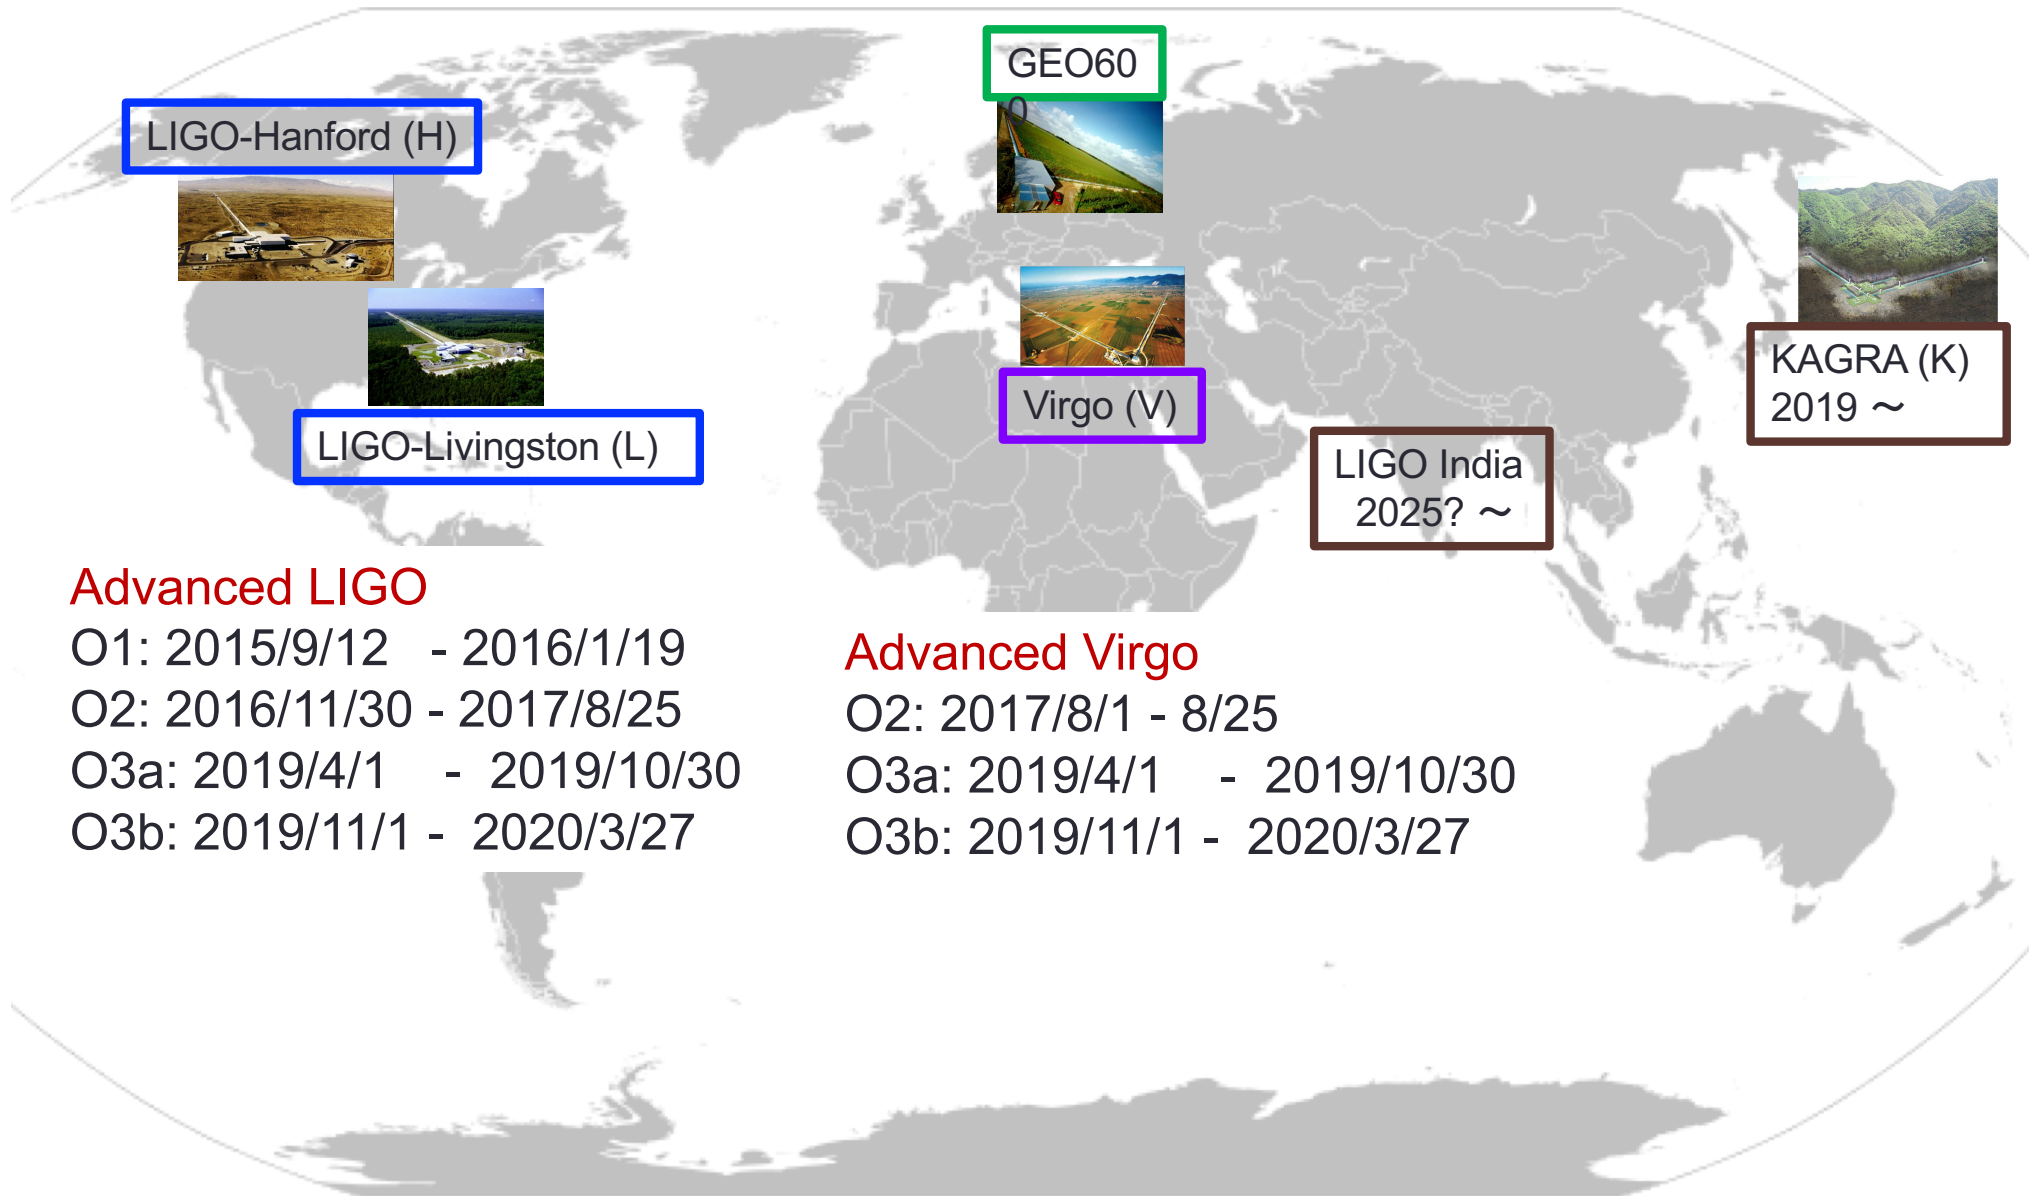 GEO60
0
LIGO-Hanford (H)
KAGRA (K)
2019 ～
Virgo (V)
LIGO-Livingston (L)
LIGO India
2025? ～
Advanced LIGO
O1: 2015/9/12 - 2016/1/19
O2: 2016/11/30 - 2017/8/25
O3a: 2019/4/1 - 2019/10/30
O3b: 2019/11/1 - 2020/3/27
Advanced Virgo
O2: 2017/8/1 - 8/25
O3a: 2019/4/1 - 2019/10/30
O3b: 2019/11/1 - 2020/3/27